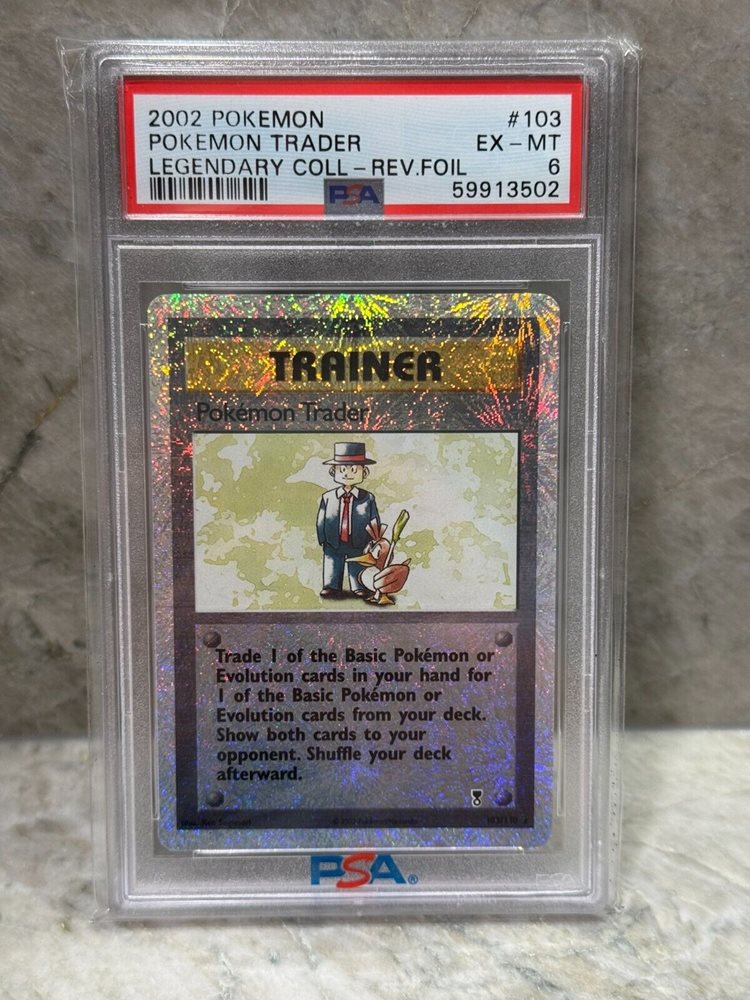 2002 POKEMON #103
POKEMON TRADER EX-MT
LEGENDARY COLL-REV.FOIL 6
PSA 59913502
TRAINER
Pokémon Trader
Trade 1 of the Basic Pokémon or
Evolution cards in your hand for
1 of the Basic Pokémon or
Evolution cards from your deck.
Show both cards to your
opponent. Shuffle your deck
afterward.
103/110
PSA®